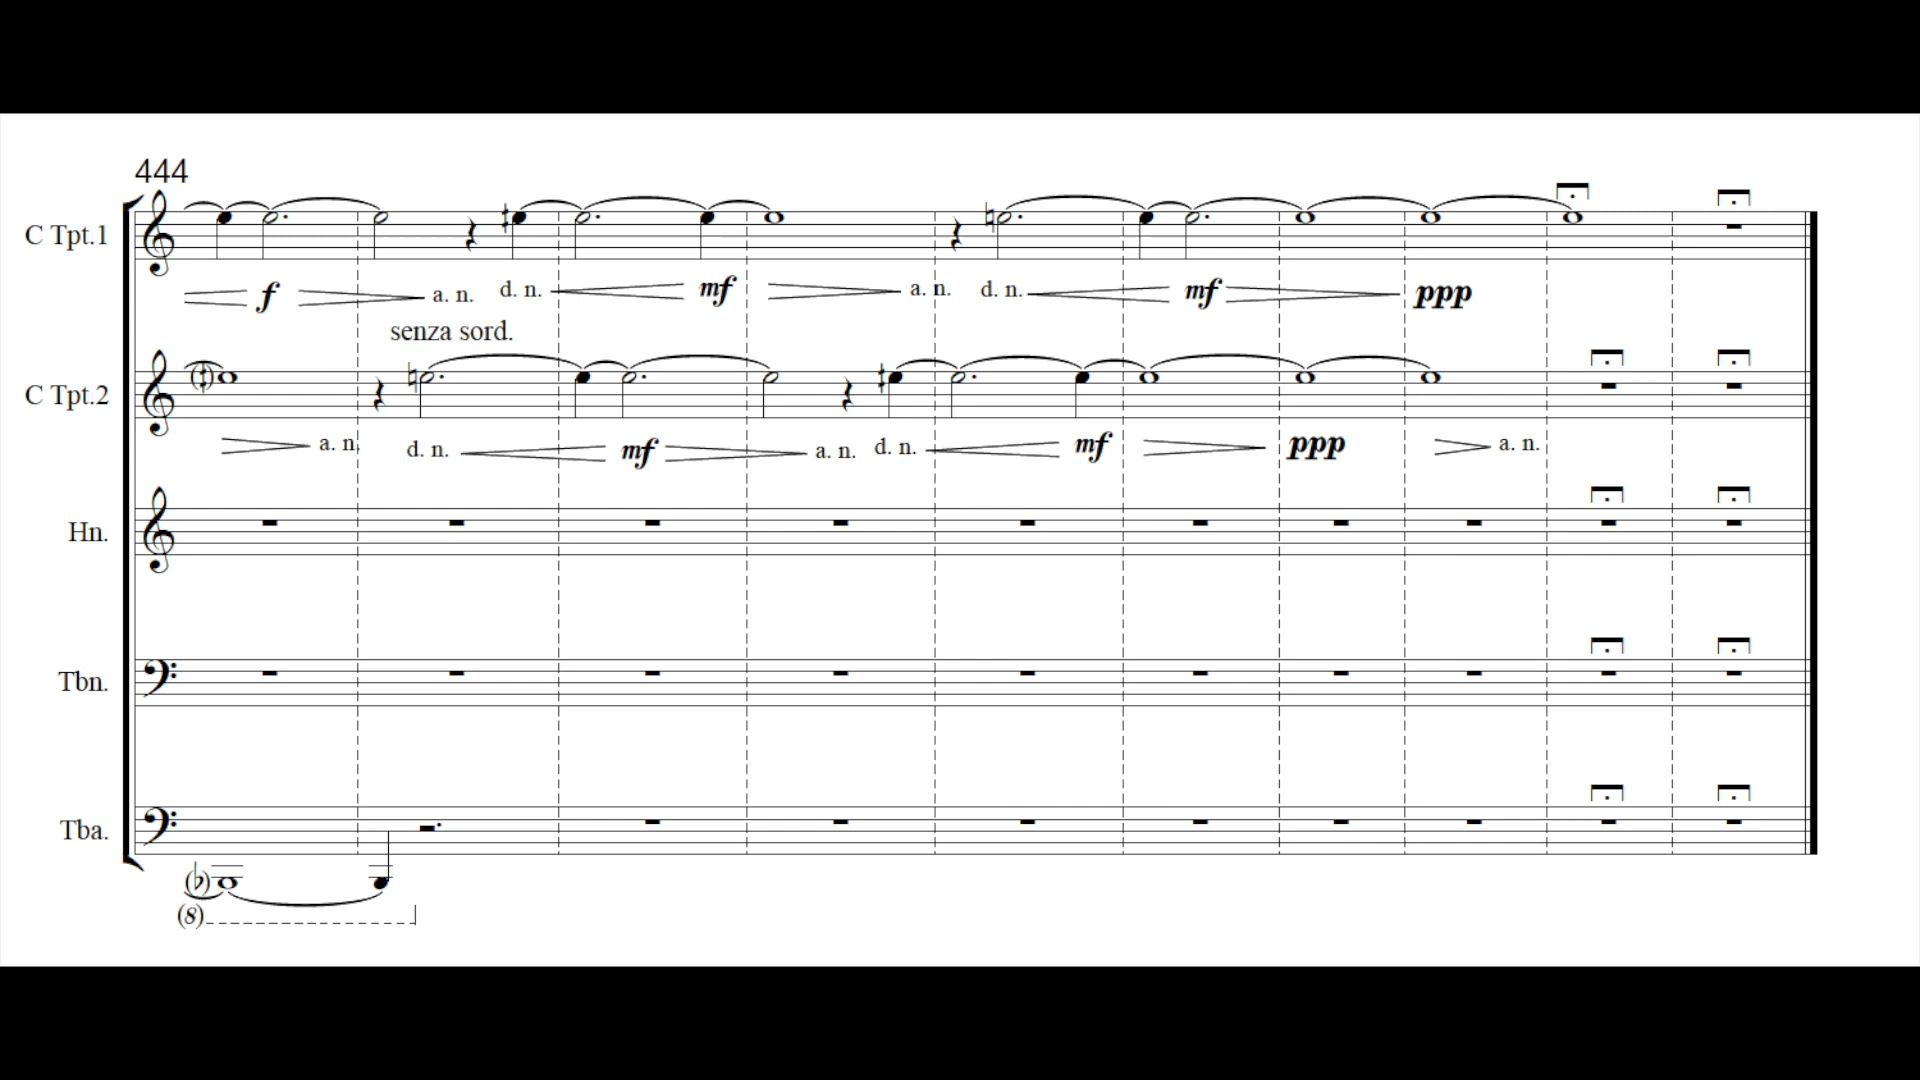 444
C Tpt.1
f a. n. d. n. mf a. n. d. n. mf ppp
senza sord.
C Tpt.2
a. n. d. n. mf a. n. d. n. mf ppp a. n.
Hn.
Tbn.
Tba.
(8)